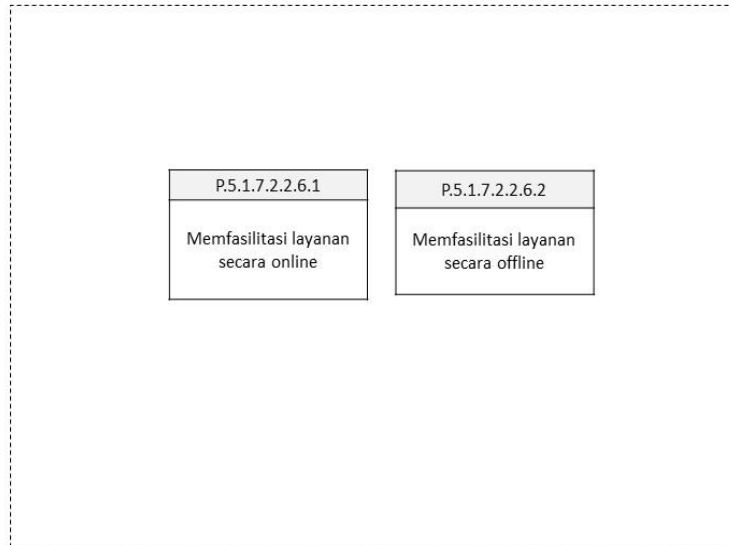 P.5.1.7.2.2.6.1
Memfasilitasi layanan
secara online
P.5.1.7.2.2.6.2
Memfasilitasi layanan
secara offline